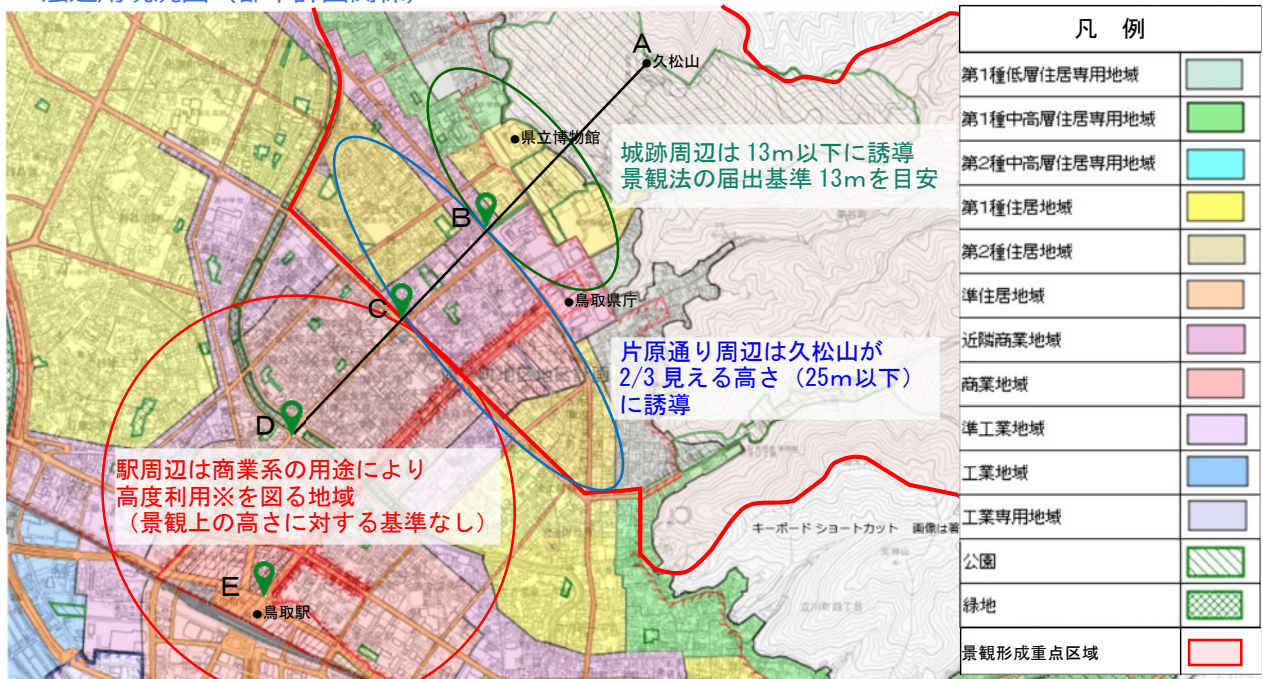 A
久松山
県立博物館
城跡周辺は 13m以下に誘導
景観法の届出基準 13mを目安
B
鳥取県庁
C
片原通り周辺は久松山が
2/3 見える高さ（25m以下）
に誘導
D
駅周辺は商業系の用途により
高度利用※を図る地域
（景観上の高さに対する基準なし）
キーボード ショートカット 画像は著
E
鳥取駅
立川町四丁目
凡 例
第1種低層住居専用地域
第1種中高層住居専用地域
第2種中高層住居専用地域
第1種住居地域
第2種住居地域
準住居地域
近隣商業地域
商業地域
準工業地域
工業地域
工業専用地域
公園
緑地
景観形成重点区域